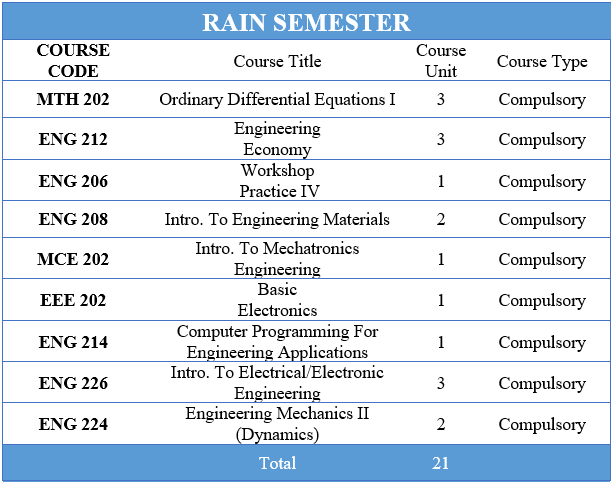 RAIN SEMESTER
COURSE CODE Course Title Course Unit Course Type
MTH 202 Ordinary Differential Equations I 3 Compulsory
ENG 212 Engineering Economy 3 Compulsory
ENG 206 Workshop Practice IV 1 Compulsory
ENG 208 Intro. To Engineering Materials 2 Compulsory
MCE 202 Intro. To Mechatronics Engineering 1 Compulsory
EEE 202 Basic Electronics 1 Compulsory
ENG 214 Computer Programming For Engineering Applications 1 Compulsory
ENG 226 Intro. To Electrical/Electronic Engineering 3 Compulsory
ENG 224 Engineering Mechanics II (Dynamics) 2 Compulsory
Total 21